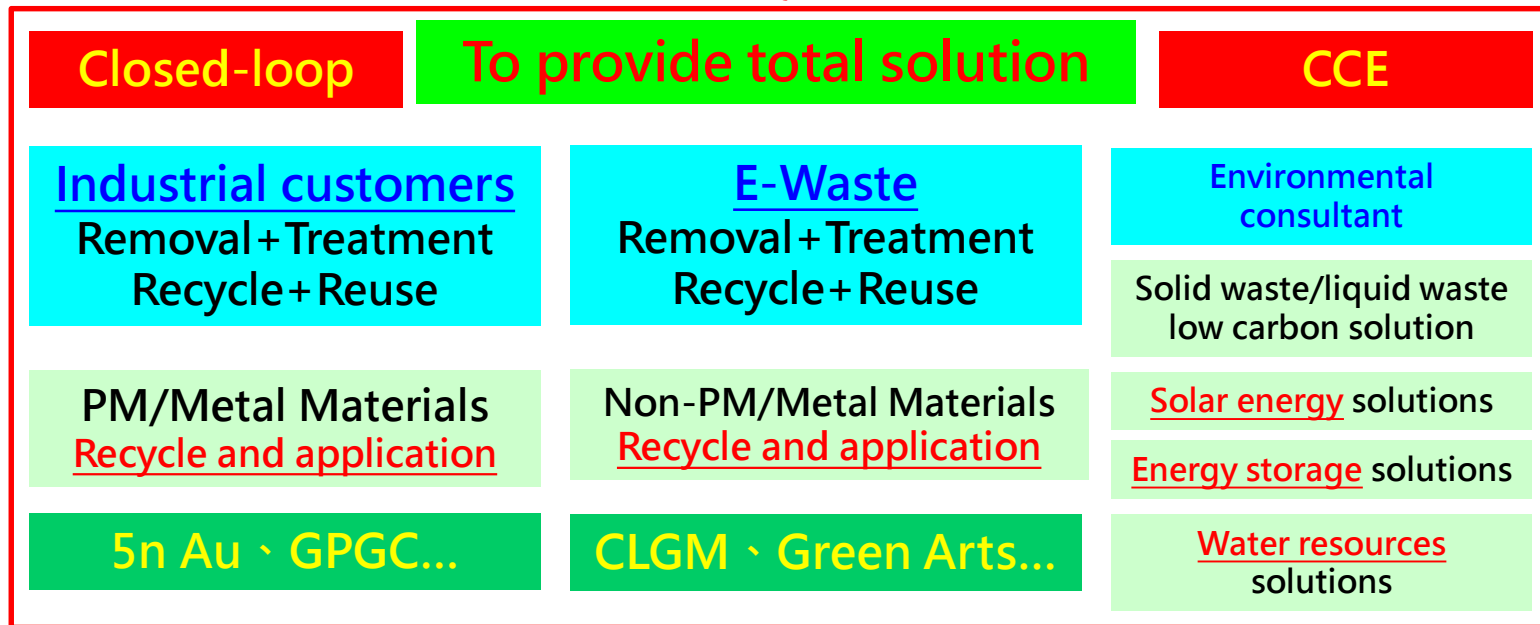 Closed-loop
To provide total solution
CCE
Industrial customers
Removal+Treatment
Recycle+Reuse
E-Waste
Removal+Treatment
Recycle+Reuse
Environmental
consultant
Solid waste/liquid waste
low carbon solution
PM/Metal Materials
Recycle and application
Non-PM/Metal Materials
Recycle and application
Solar energy solutions
Energy storage solutions
5n Au、GPGC...
CLGM、Green Arts...
Water resources
solutions